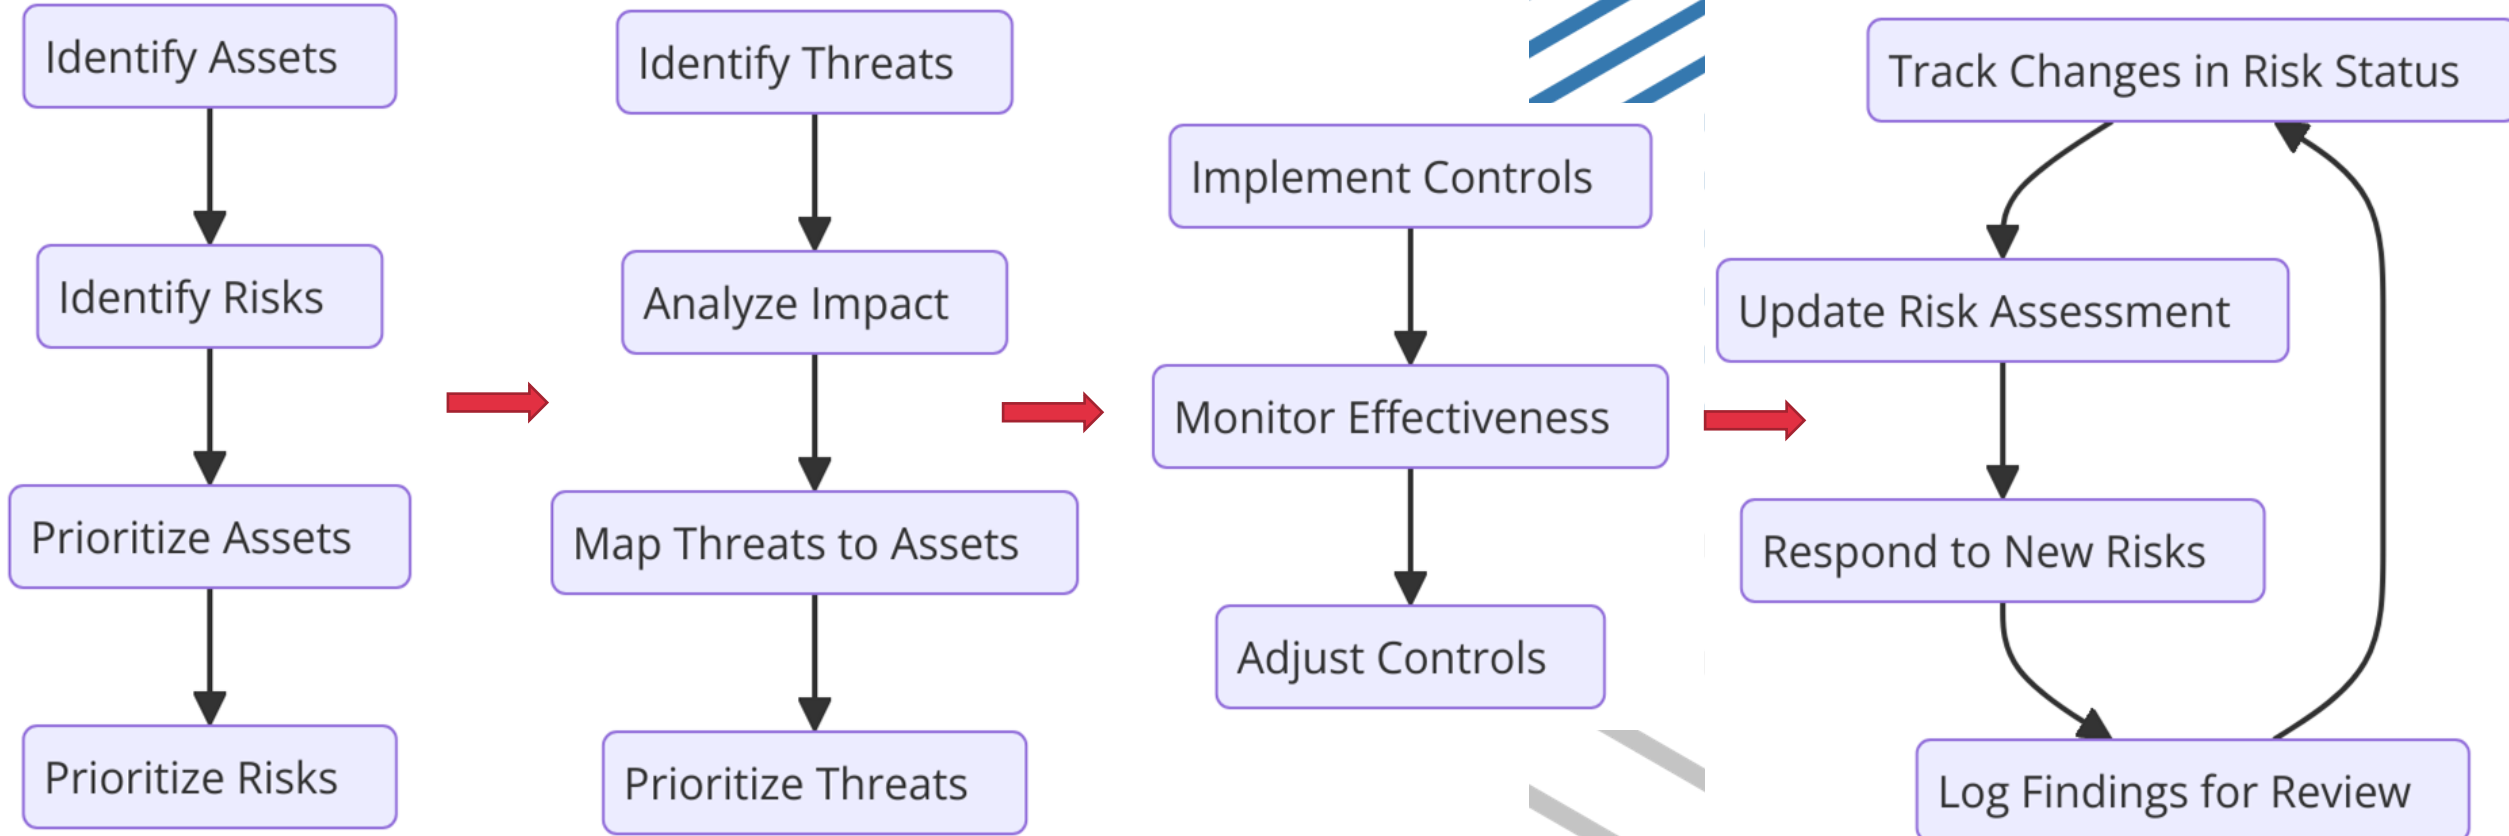 Identify Assets
Identify Risks
Prioritize Assets
Prioritize Risks
Identify Threats
Analyze Impact
Map Threats to Assets
Prioritize Threats
Implement Controls
Monitor Effectiveness
Adjust Controls
Track Changes in Risk Status
Update Risk Assessment
Respond to New Risks
Log Findings for Review